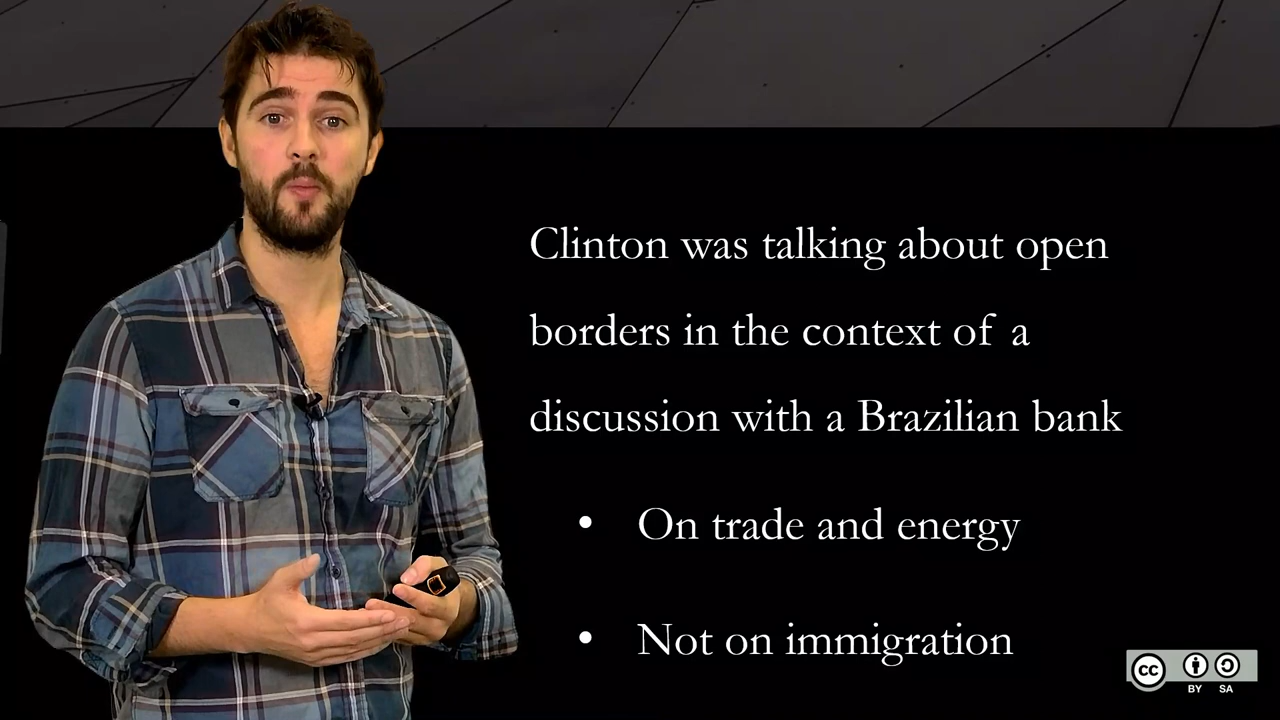 Clinton was talking about open
borders in the context of a
discussion with a Brazilian bank
• On trade and energy
• Not on immigration
cc
BY SA